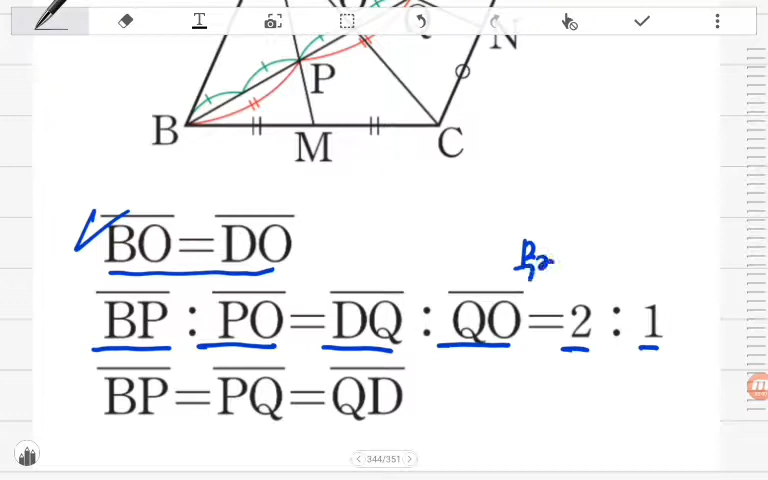 N
P
B
M
C
BO=DO
BP : PO=DQ : QO=2 : 1
BP=PQ=QD
344/351